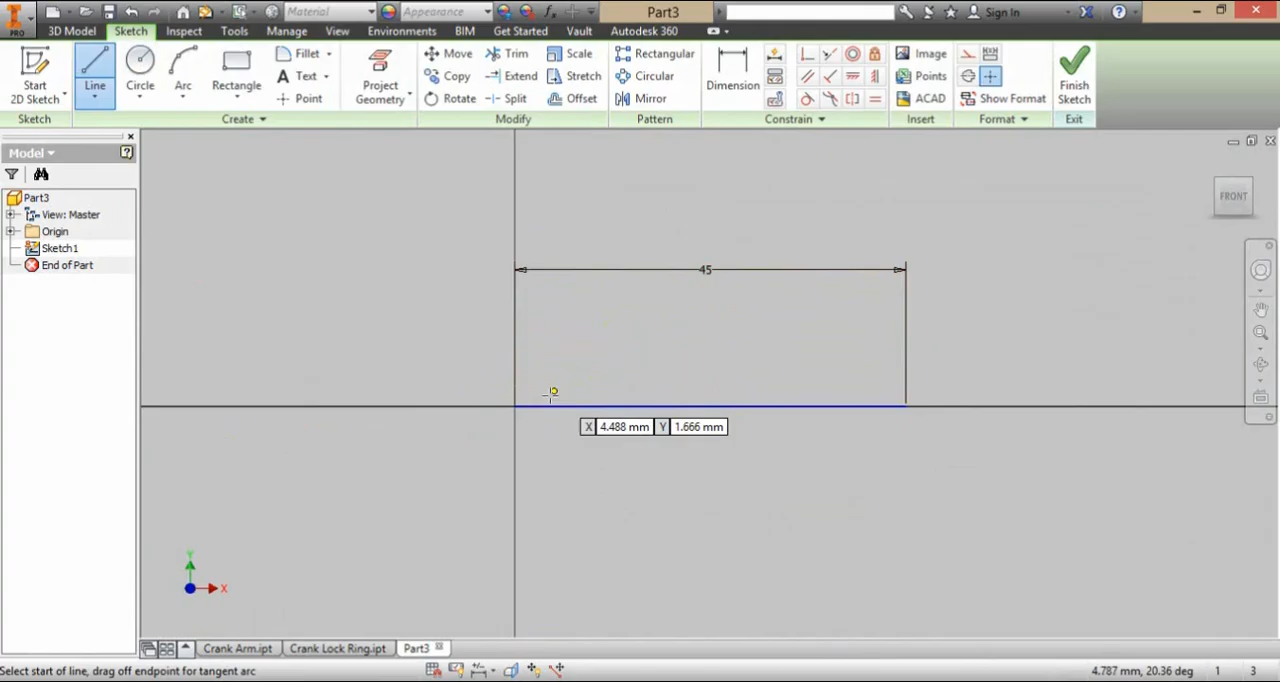 Material Appearance Part3 Sign In
PRO 3D Model Sketch Inspect Tools Manage View Environments BIM Get Started Vault Autodesk 360
Fillet Move Trim Scale Rectangular Image
Start 2D Sketch Line Circle Arc Rectangle Text Project Geometry Copy Extend Stretch Circular Dimension Points Finish Sketch
Point Rotate Split Offset Mirror ACAD Show Format
Sketch Create Modify Pattern Constrain Insert Format Exit
Model
Part3
View: Master
Origin
Sketch1
End of Part
FRONT
45
X 4.488 mm Y 1.666 mm
Y
X
Crank Arm.ipt Crank Lock Ring.ipt Part3
Select start of line, drag off endpoint for tangent arc 4.787 mm, 20.36 deg 1 3